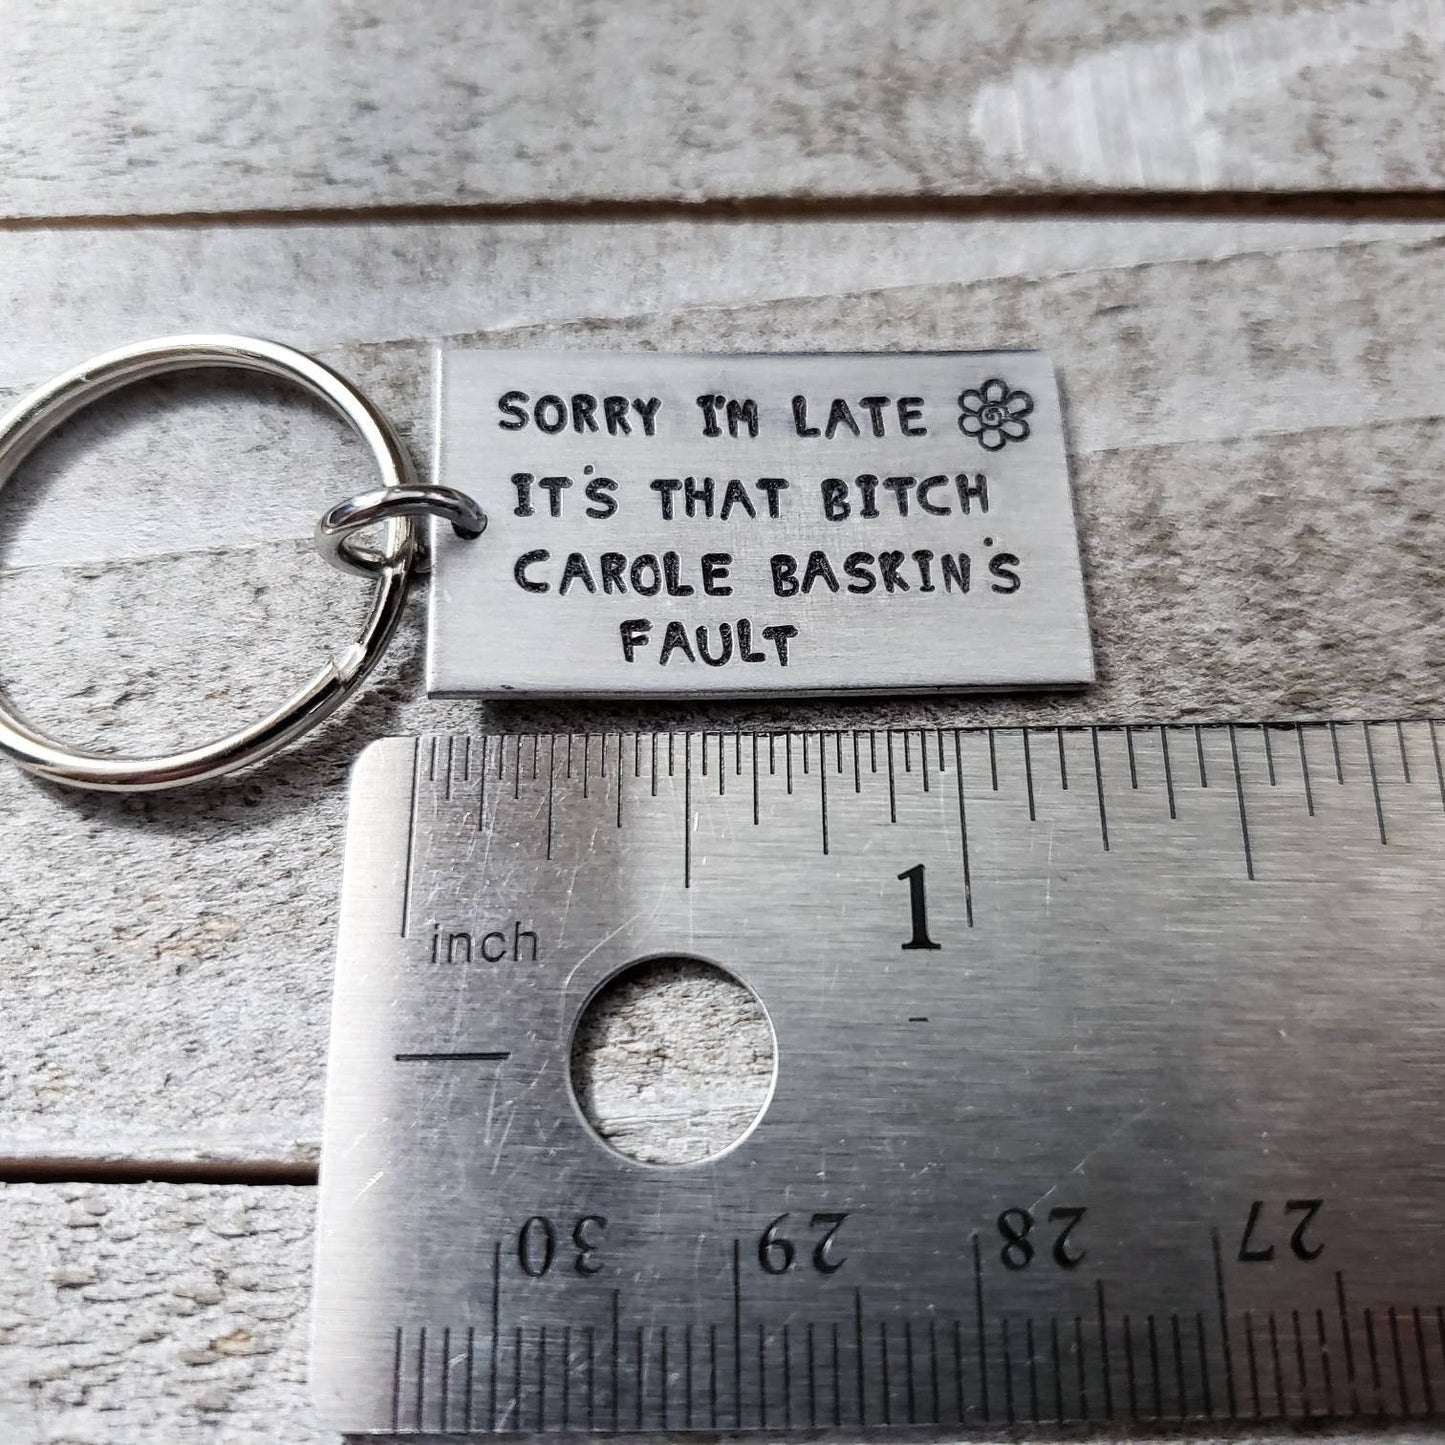 SORRY I'M LATE
IT'S THAT BITCH
CAROLE BASKIN'S
FAULT
1
inch
30 29 28 27